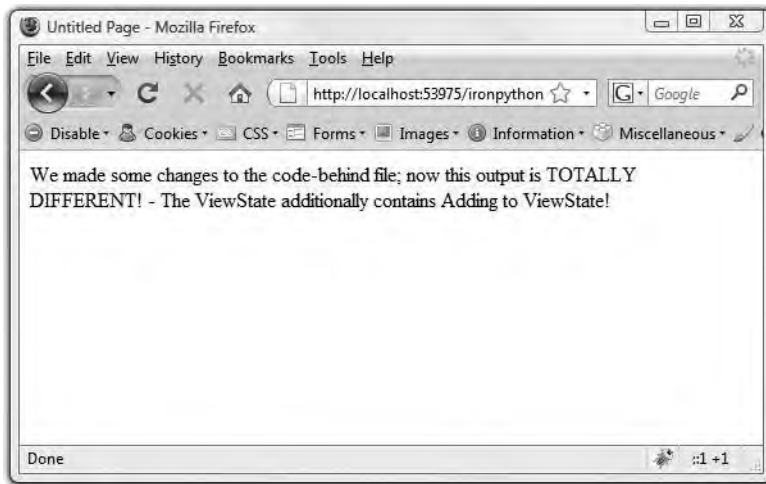 Untitled Page - Mozilla Firefox
File Edit View History Bookmarks Tools Help
http://localhost:53975/ironpython G Google
Disable Cookies CSS Forms Images Information Miscellaneous
We made some changes to the code-behind file; now this output is TOTALLY
DIFFERENT! - The ViewState additionally contains Adding to ViewState!
Done ::1 +1